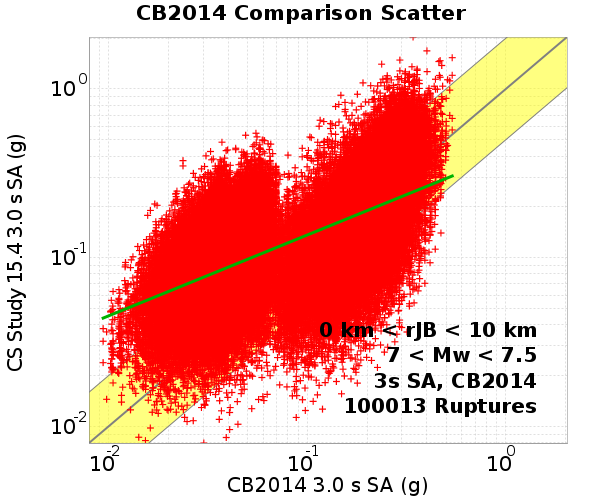 CB2014 Comparison Scatter
CS Study 15.4 3.0 s SA (g)
10^0
10^-1
10^-2
0 km < rJB < 10 km
7 < Mw < 7.5
3s SA, CB2014
100013 Ruptures
10^-2 10^-1 10^0
CB2014 3.0 s SA (g)